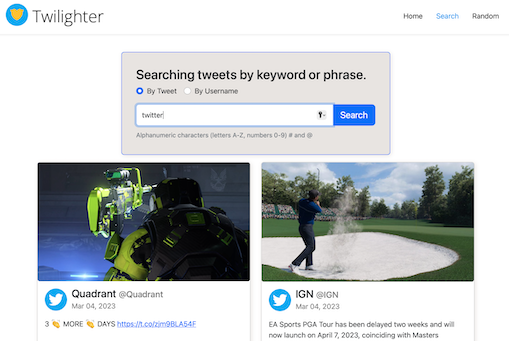 Twilighter
Home Search Random
Searching tweets by keyword or phrase.
By Tweet By Username
twitter
Search
Alphanumeric characters (letters A-Z, numbers 0-9) # and @
Quadrant @Quadrant
Mar 04, 2023
3 👏 MORE 👏 DAYS https://t.co/zim9BLA54F
IGN @IGN
Mar 04, 2023
EA Sports PGA Tour has been delayed two weeks and will
now launch on April 7, 2023, coinciding with Masters